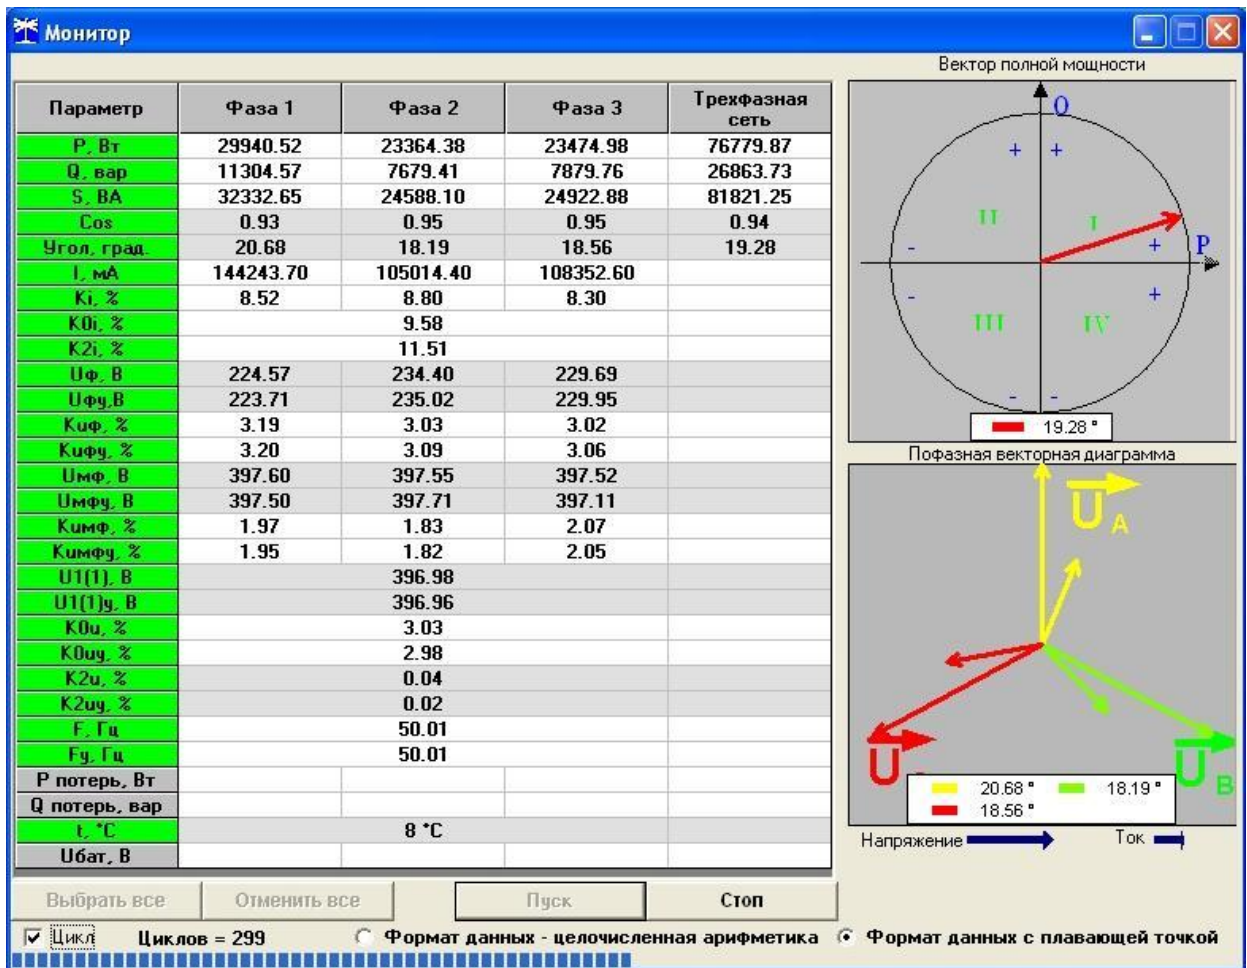 Монитор
Параметр Фаза 1 Фаза 2 Фаза 3 Трехфазная сеть
P, Вт 29940.52 23364.38 23474.98 76779.87
Q, вар 11304.57 7679.41 7879.76 26863.73
S, ВА 32332.65 24588.10 24922.88 81821.25
Cos 0.93 0.95 0.95 0.94
Угол, град. 20.68 18.19 18.56 19.28
I, мА 144243.70 105014.40 108352.60
Ki, % 8.52 8.80 8.30
K0i, % 9.58
K2i, % 11.51
Uф, В 224.57 234.40 229.69
Uфу,В 223.71 235.02 229.95
Kuф, % 3.19 3.03 3.02
Kuфу, % 3.20 3.09 3.06
Uмф, В 397.60 397.55 397.52
Uмфу, В 397.50 397.71 397.11
Kuмф, % 1.97 1.83 2.07
Kuмфу, % 1.95 1.82 2.05
U1(1), В 396.98
U1(1)у, В 396.96
K0u, % 3.03
K0uу, % 2.98
K2u, % 0.04
K2uу, % 0.02
F, Гц 50.01
Fу, Гц 50.01
P потерь, Вт
Q потерь, вар
t, °C 8 °C
Uбат, В
Вектор полной мощности
Q
+ +
II I
- + P
- +
III IV
- -
19.28 °
Пофазная векторная диаграмма
U A
U U B
20.68 ° 18.19 °
18.56 °
Напряжение Ток
Выбрать все Отменить все Пуск Стоп
Цикл Циклов = 299 Формат данных - целочисленная арифметика Формат данных с плавающей точкой